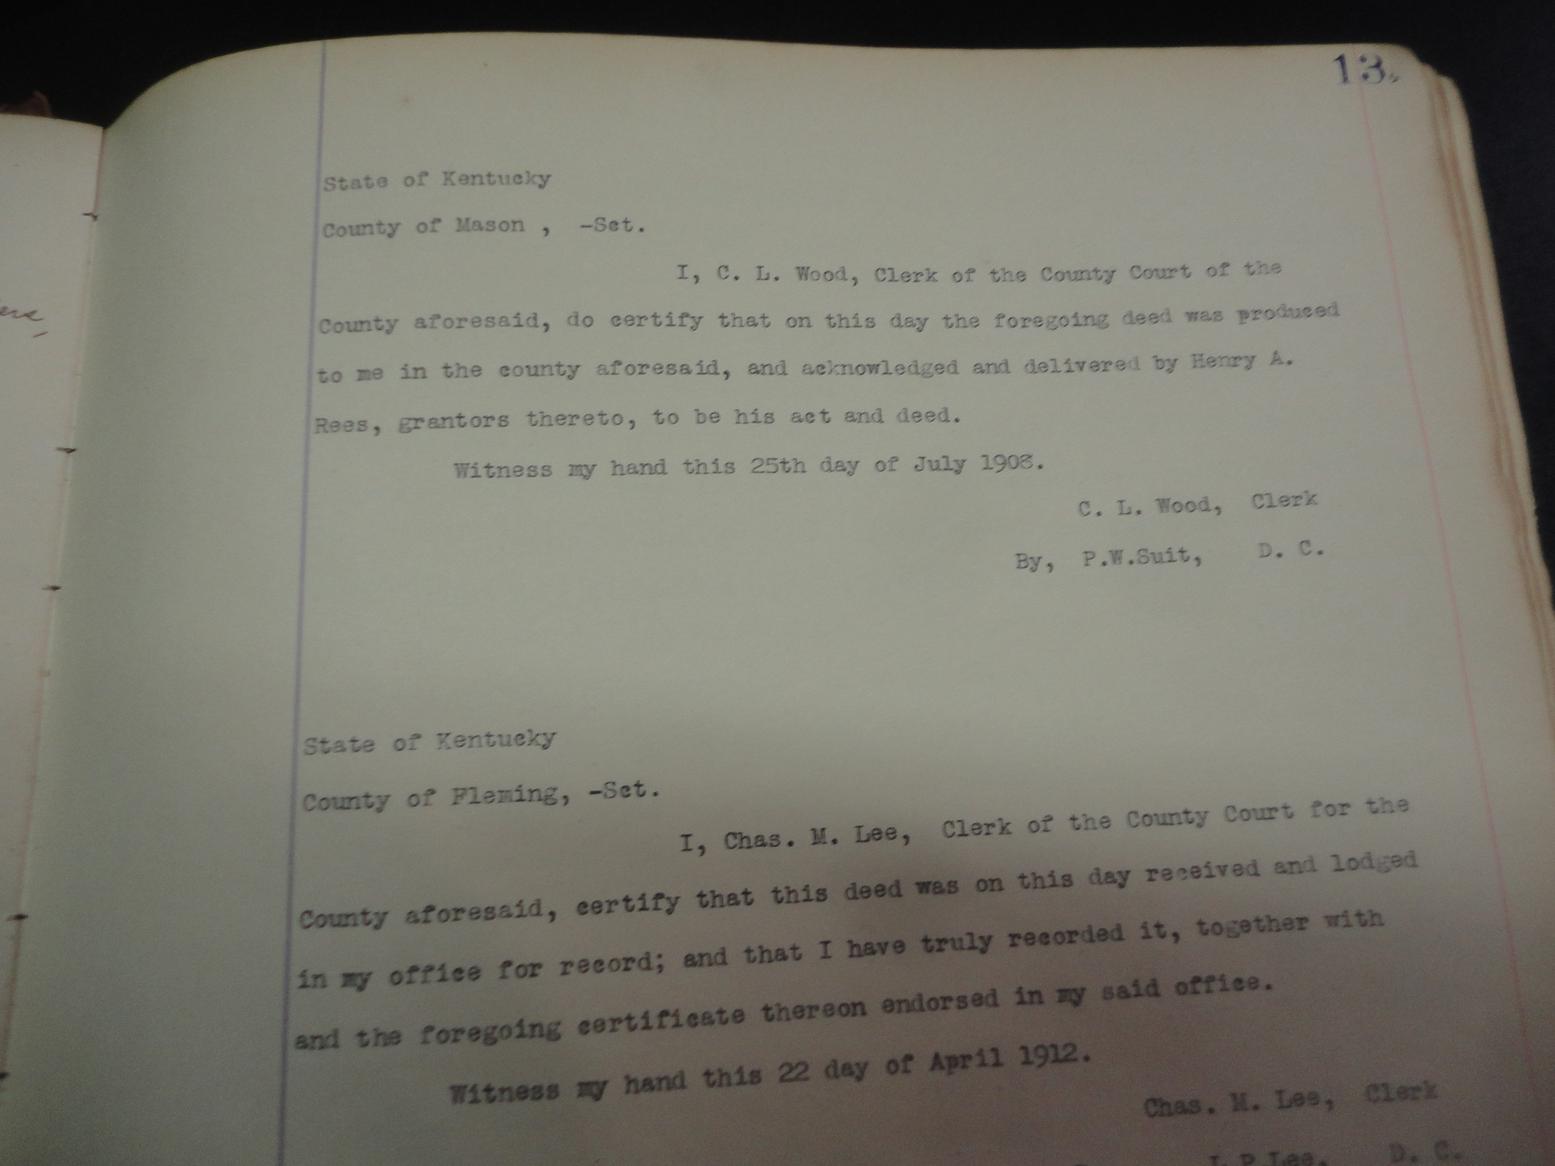 13.
State of Kentucky
County of Mason , -Sct.
I, C. L. Wood, Clerk of the County Court of the
County aforesaid, do certify that on this day the foregoing deed was produced
to me in the county aforesaid, and acknowledged and delivered by Henry A.
Rees, grantors thereto, to be his act and deed.
Witness my hand this 25th day of July 1908.
C. L. Wood, Clerk
By, P.W.Suit, D. C.
State of Kentucky
County of Fleming, -Sct.
I, Chas. M. Lee, Clerk of the County Court for the
County aforesaid, certify that this deed was on this day received and lodged
in my office for record; and that I have truly recorded it, together with
and the foregoing certificate thereon endorsed in my said office.
Witness my hand this 22 day of April 1912.
Chas. M. Lee, Clerk
Lee, D. C.